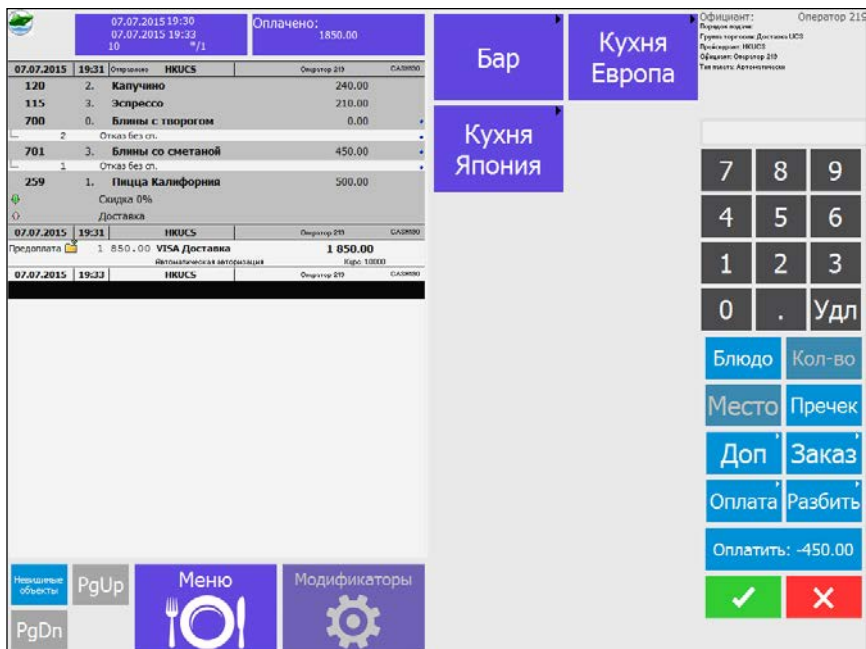 07.07.2015 19:30
07.07.2015 19:33
10 "/1
Оплачено:
1850.00
07.07.2015 19:31 Отправлено HKUCS Оператор 219 CASH030
120 2. Капучино 240.00
115 3. Эспрессо 210.00
700 0. Блины с творогом 0.00
2 Отказ без сп.
701 3. Блины со сметаной 450.00
1 Отказ без сп.
259 1. Пицца Калифорния 500.00
Скидка 0%
Доставка
07.07.2015 19:31 HKUCS Оператор 219
Предоплата 1 850.00 VISA Доставка 1 850.00
Автоматическая авторизация Курс 10000
07.07.2015 19:33 HKUCS Оператор 219
Невидимые объекты
PgUp
PgDn
Меню
Модификаторы
Бар
Кухня
Европа
Кухня
Япония
Официант: Оператор 219
Порядок подачи:
Группа торговли: Доставка UCS
Пречек
7 8 9
4 5 6
1 2 3
0 . Удл
Блюдо Кол-во
Место Пречек
Доп Заказ
Оплата Разбить
Оплатить: -450.00